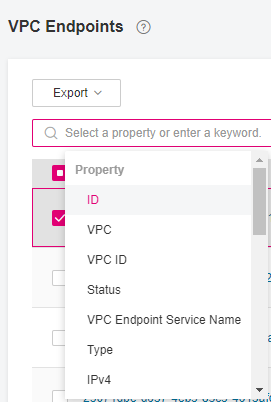 VPC Endpoints
Export
Select a property or enter a keyword.
Property
ID
VPC
VPC ID
Status
VPC Endpoint Service Name
Type
IPv4